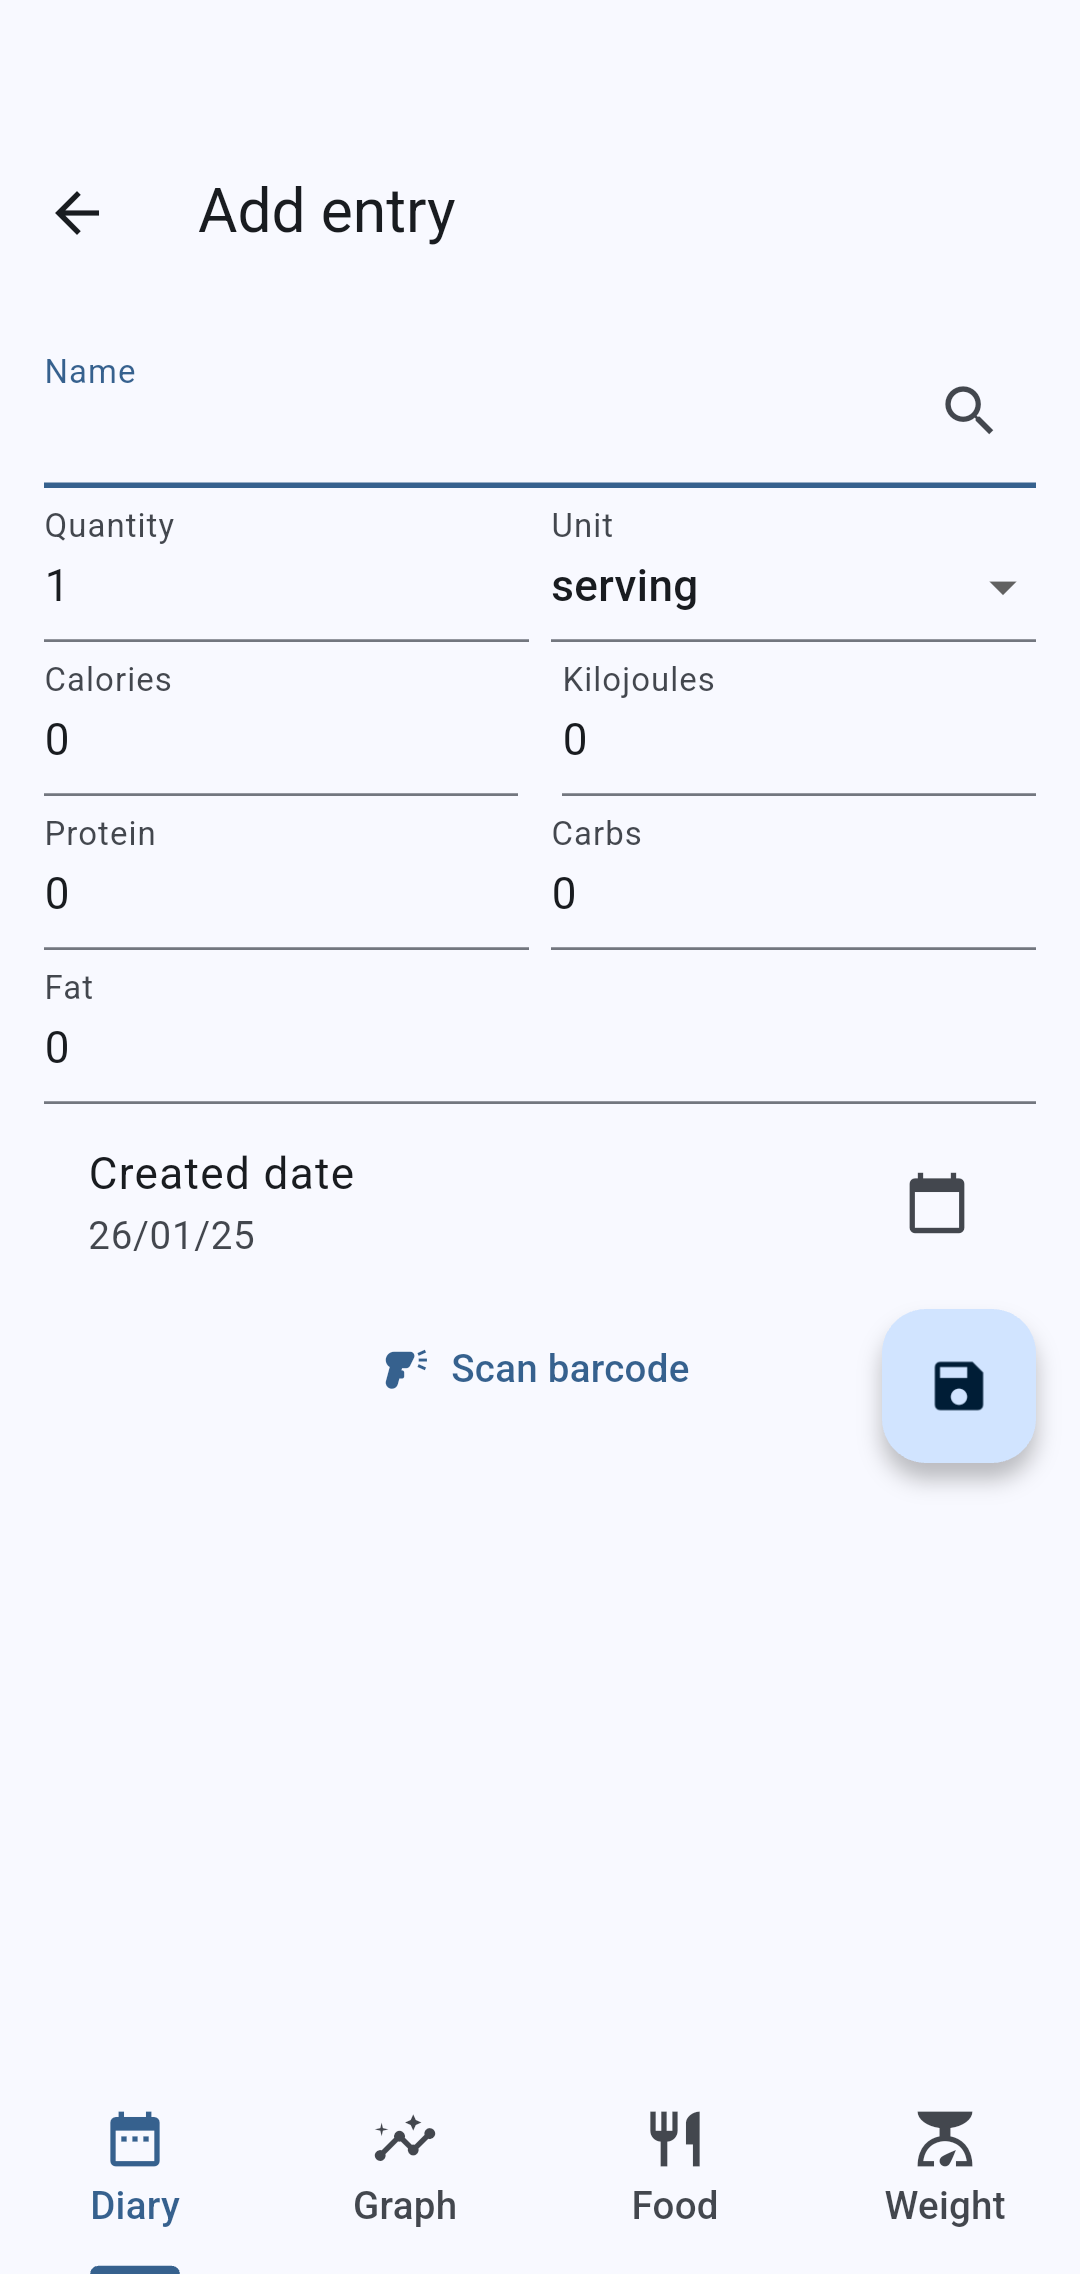 Add entry
Name
Quantity Unit
1 serving
Calories Kilojoules
0 0
Protein Carbs
0 0
Fat
0
Created date
26/01/25
Scan barcode
Diary Graph Food Weight